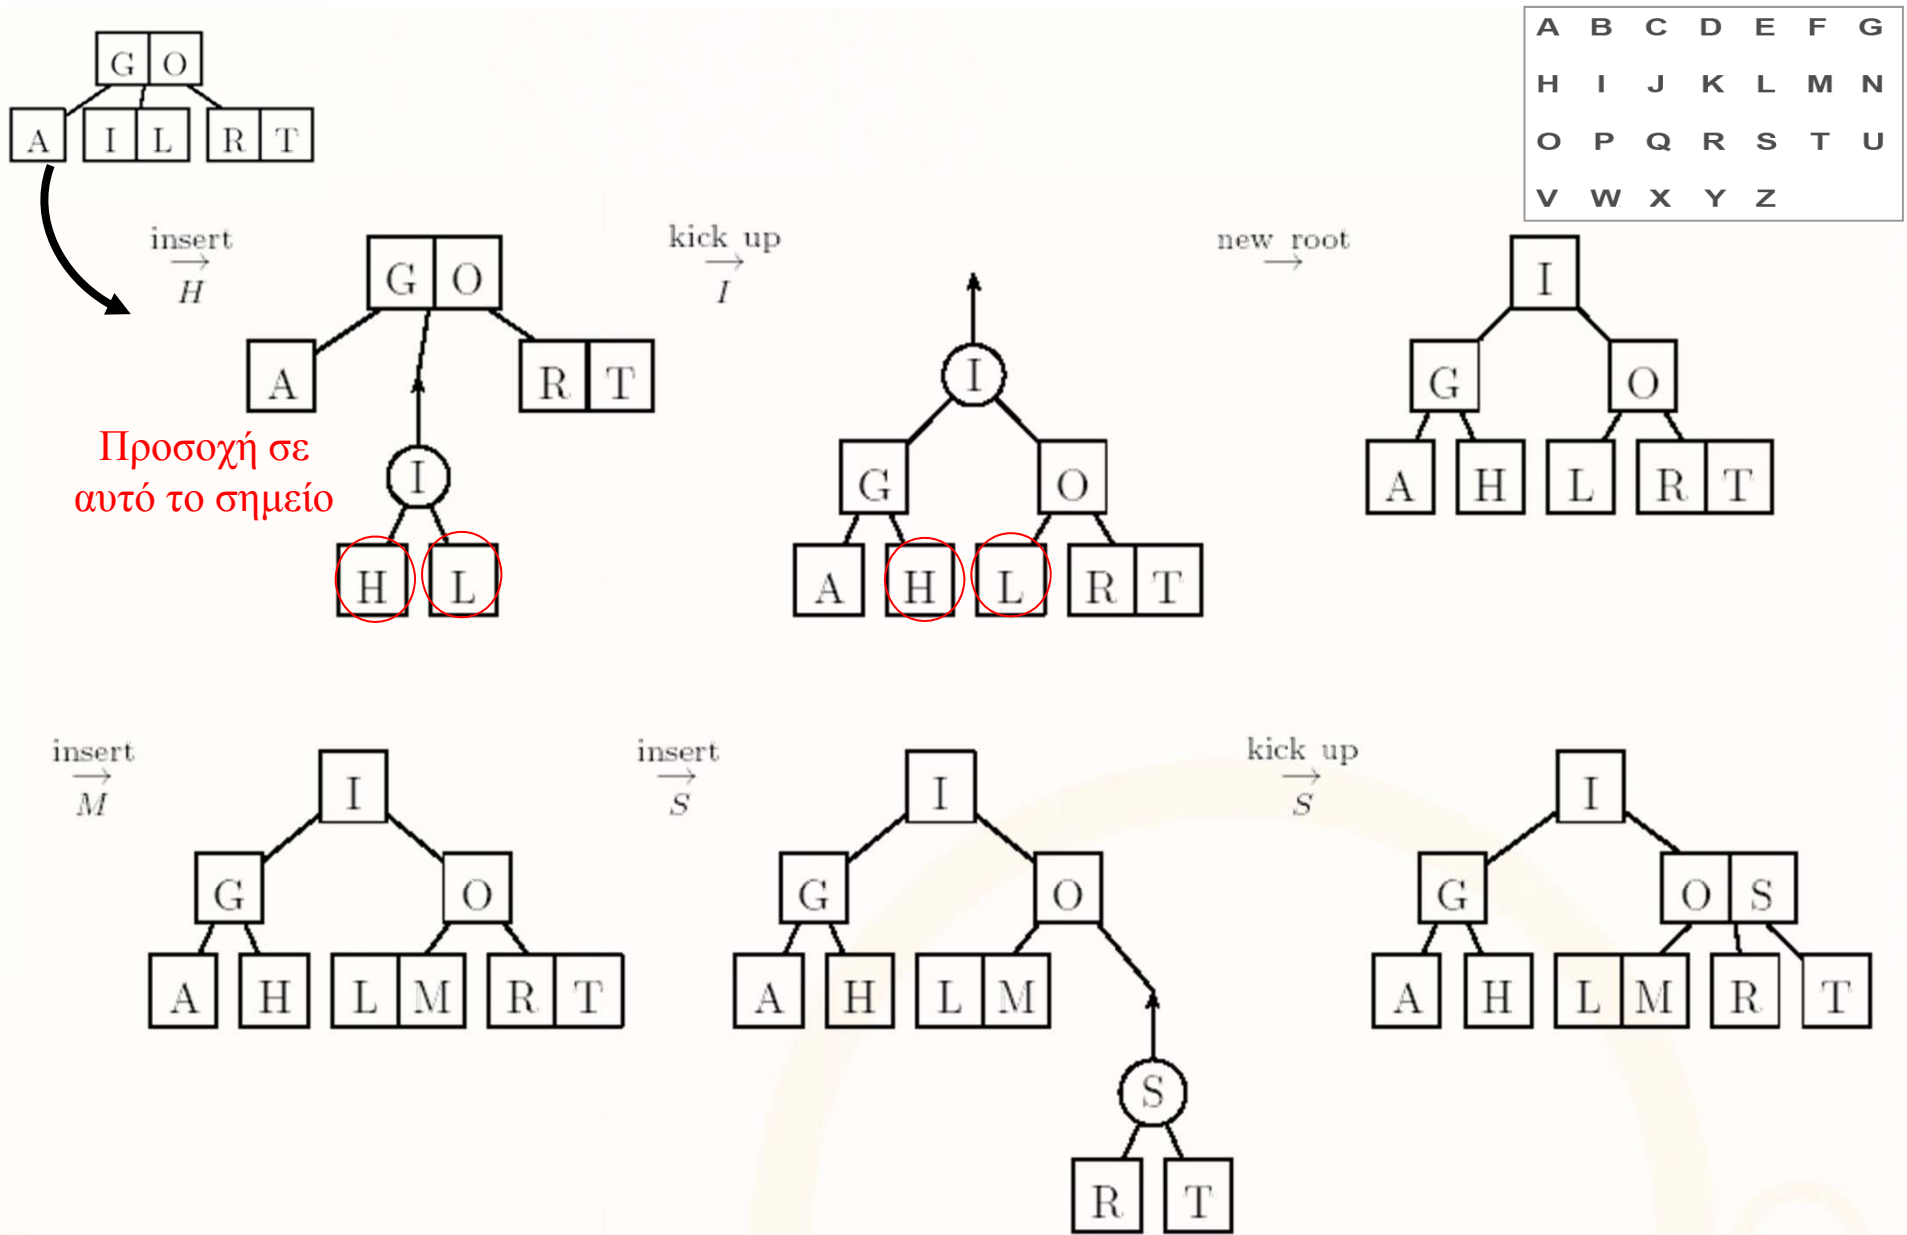 G O
A I L R T
A B C D E F G
H I J K L M N
O P Q R S T U
V W X Y Z
insert
→
H
G O
A R T
I
H L
Προσοχή σε
αυτό το σημείο
kick up
→
I
I
G O
A H L R T
new root
→
I
G O
A H L R T
insert
→
M
I
G O
A H L M R T
insert
→
S
I
G O
A H L M
S
R T
kick up
→
S
I
G O S
A H L M R T